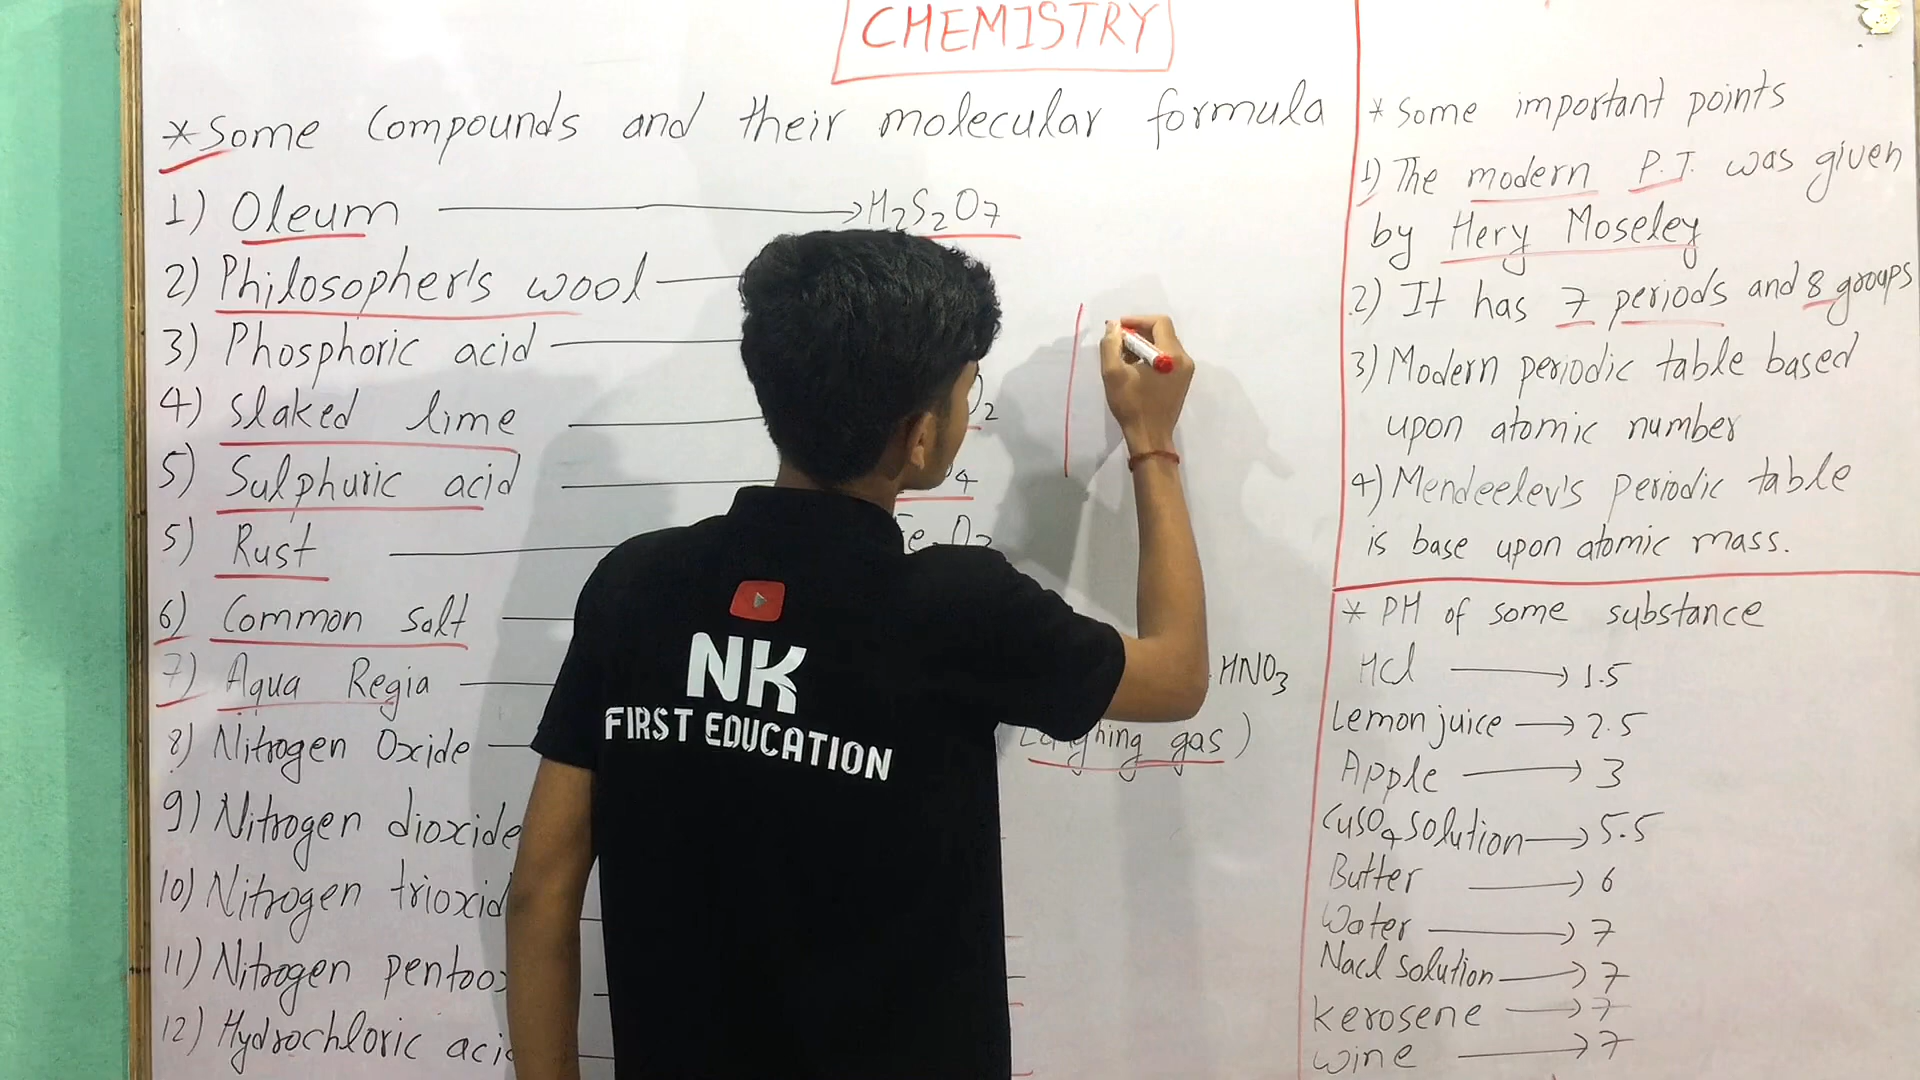 CHEMISTRY
*Some Compounds and their molecular formula
1) Oleum → H2S2O7
2) Philosopher's wool
3) Phosphoric acid
4) Slaked lime 2
5) Sulphuric acid 4
5) Rust
6) Common salt
7) Aqua Regia HNO3
8) Nitrogen Oxide Laughing gas)
9) Nitrogen dioxide
10) Nitrogen
11) Nitrogen
12) Hydrochloric
* Some important points
1) The modern P.T. was given
by Hery Moseley
2) It has 7 periods and 8 groups
3) Modern periodic table based
upon atomic number
4) Mendeelev's periodic table
is base upon atomic mass.
* PH of some substance
HCl → 1.5
Lemon juice → 2.5
Apple → 3
CuSO4 solution → 5.5
Butter → 6
Water → 7
Nacl solution → 7
kerosene → 7
wine → 7
NK
FIRST EDUCATION